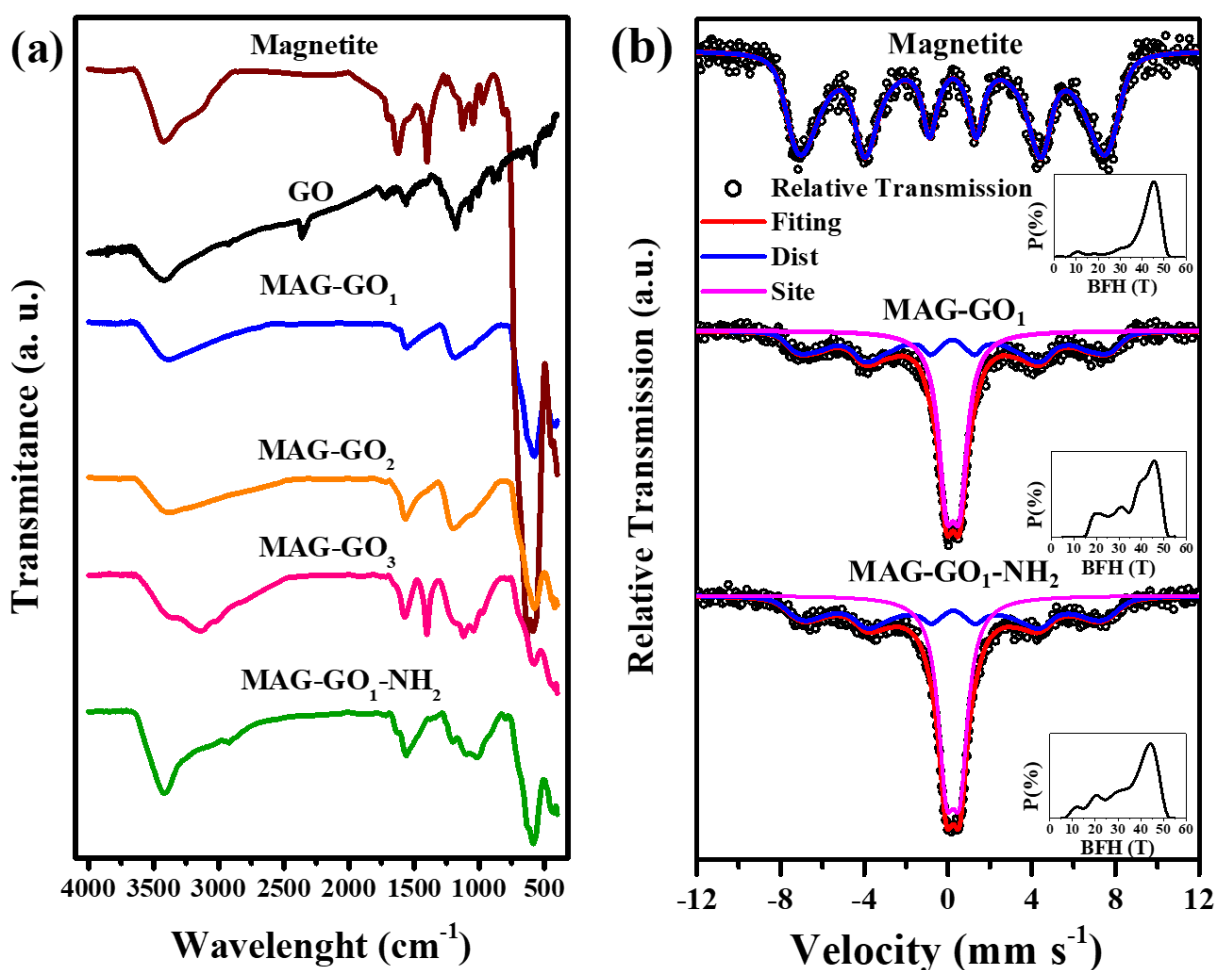 (a)
Magnetite
GO
MAG-GO1
MAG-GO2
MAG-GO3
MAG-GO1-NH2
Transmitance (a. u.)
4000 3500 3000 2500 2000 1500 1000 500
Wavelenght (cm-1)
(b)
Magnetite
Relative Transmission
Fiting
Dist
Site
P(%)
0 10 20 30 40 50 60
BFH (T)
MAG-GO1
P(%)
0 10 20 30 40 50 60
BFH (T)
MAG-GO1-NH2
P(%)
0 10 20 30 40 50 60
BFH (T)
Relative Transmission (a.u.)
-12 -8 -4 0 4 8 12
Velocity (mm s-1)